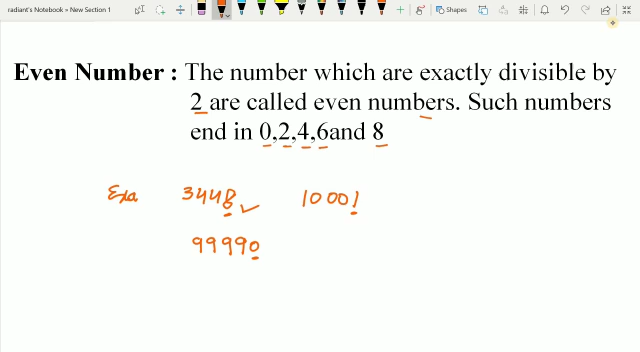 radiant's Notebook » New Section 1
Shapes
Even Number : The number which are exactly divisible by
2 are called even numbers. Such numbers
end in 0,2,4,6and 8
Exa 3448 ✓ 10001
99990